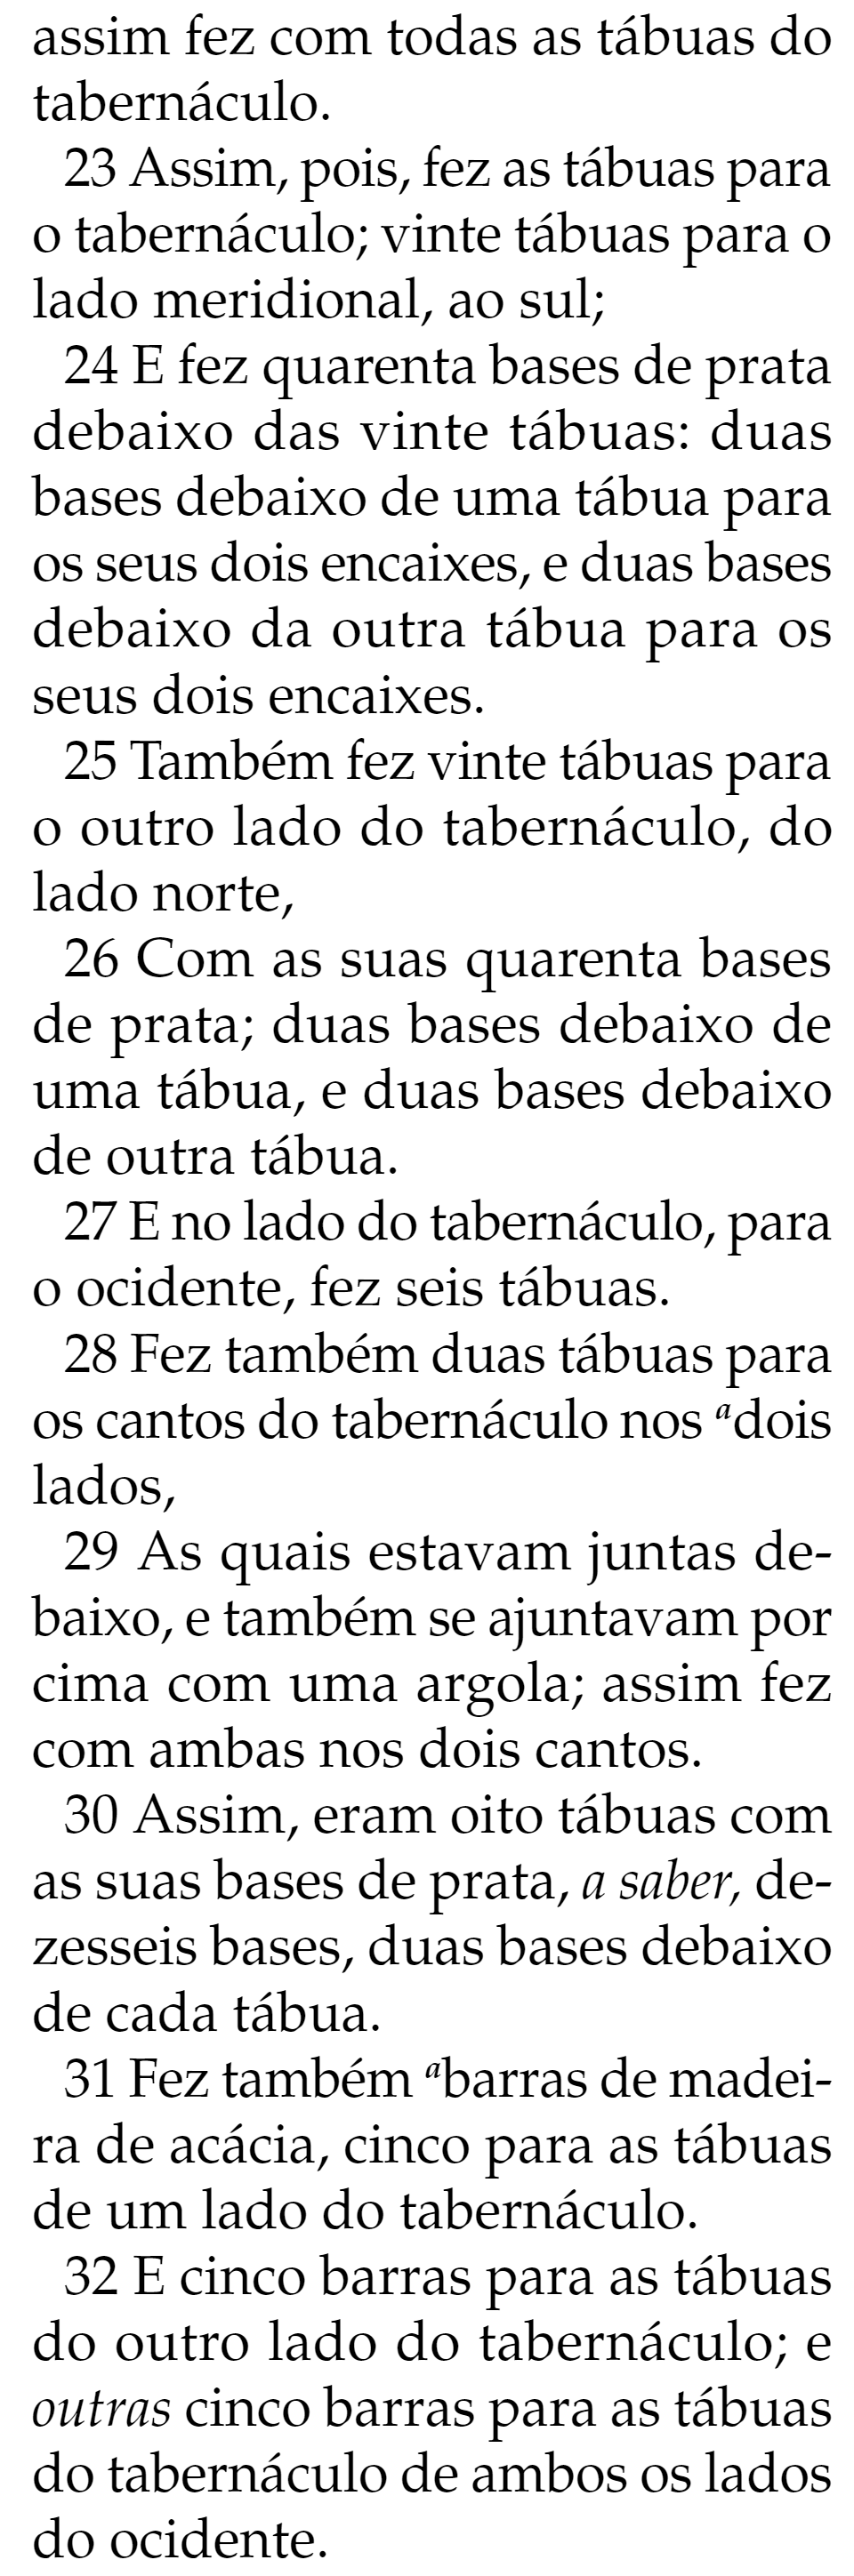 assim fez com todas as tábuas do
tabernáculo.
23 Assim, pois, fez as tábuas para
o tabernáculo; vinte tábuas para o
lado meridional, ao sul;
24 E fez quarenta bases de prata
debaixo das vinte tábuas: duas
bases debaixo de uma tábua para
os seus dois encaixes, e duas bases
debaixo da outra tábua para os
seus dois encaixes.
25 Também fez vinte tábuas para
o outro lado do tabernáculo, do
lado norte,
26 Com as suas quarenta bases
de prata; duas bases debaixo de
uma tábua, e duas bases debaixo
de outra tábua.
27 E no lado do tabernáculo, para
o ocidente, fez seis tábuas.
28 Fez também duas tábuas para
os cantos do tabernáculo nos ᵃdois
lados,
29 As quais estavam juntas de-
baixo, e também se ajuntavam por
cima com uma argola; assim fez
com ambas nos dois cantos.
30 Assim, eram oito tábuas com
as suas bases de prata, a saber, de-
zesseis bases, duas bases debaixo
de cada tábua.
31 Fez também ᵃbarras de madei-
ra de acácia, cinco para as tábuas
de um lado do tabernáculo.
32 E cinco barras para as tábuas
do outro lado do tabernáculo; e
outras cinco barras para as tábuas
do tabernáculo de ambos os lados
do ocidente.